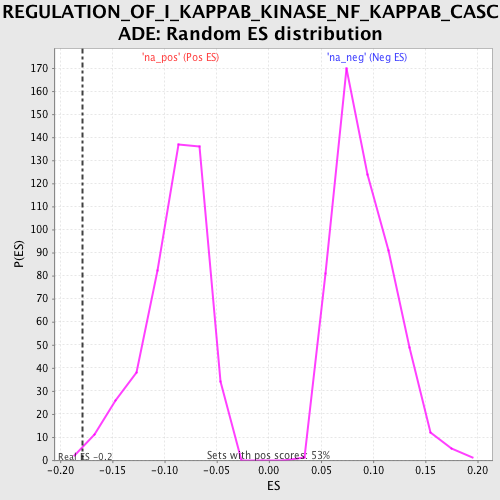 REGULATION_OF_I_KAPPAB_KINASE_NF_KAPPAB_CASC
ADE: Random ES distribution
'na_pos' (Pos ES) 'na_neg' (Neg ES)
170
160
150
140
130
120
110
100
90
80
70
60
50
40
30
20
10
0
P(ES)
Real ES -0.2 Sets with pos scores: 53%
-0.20 -0.15 -0.10 -0.05 0.00 0.05 0.10 0.15 0.20
ES